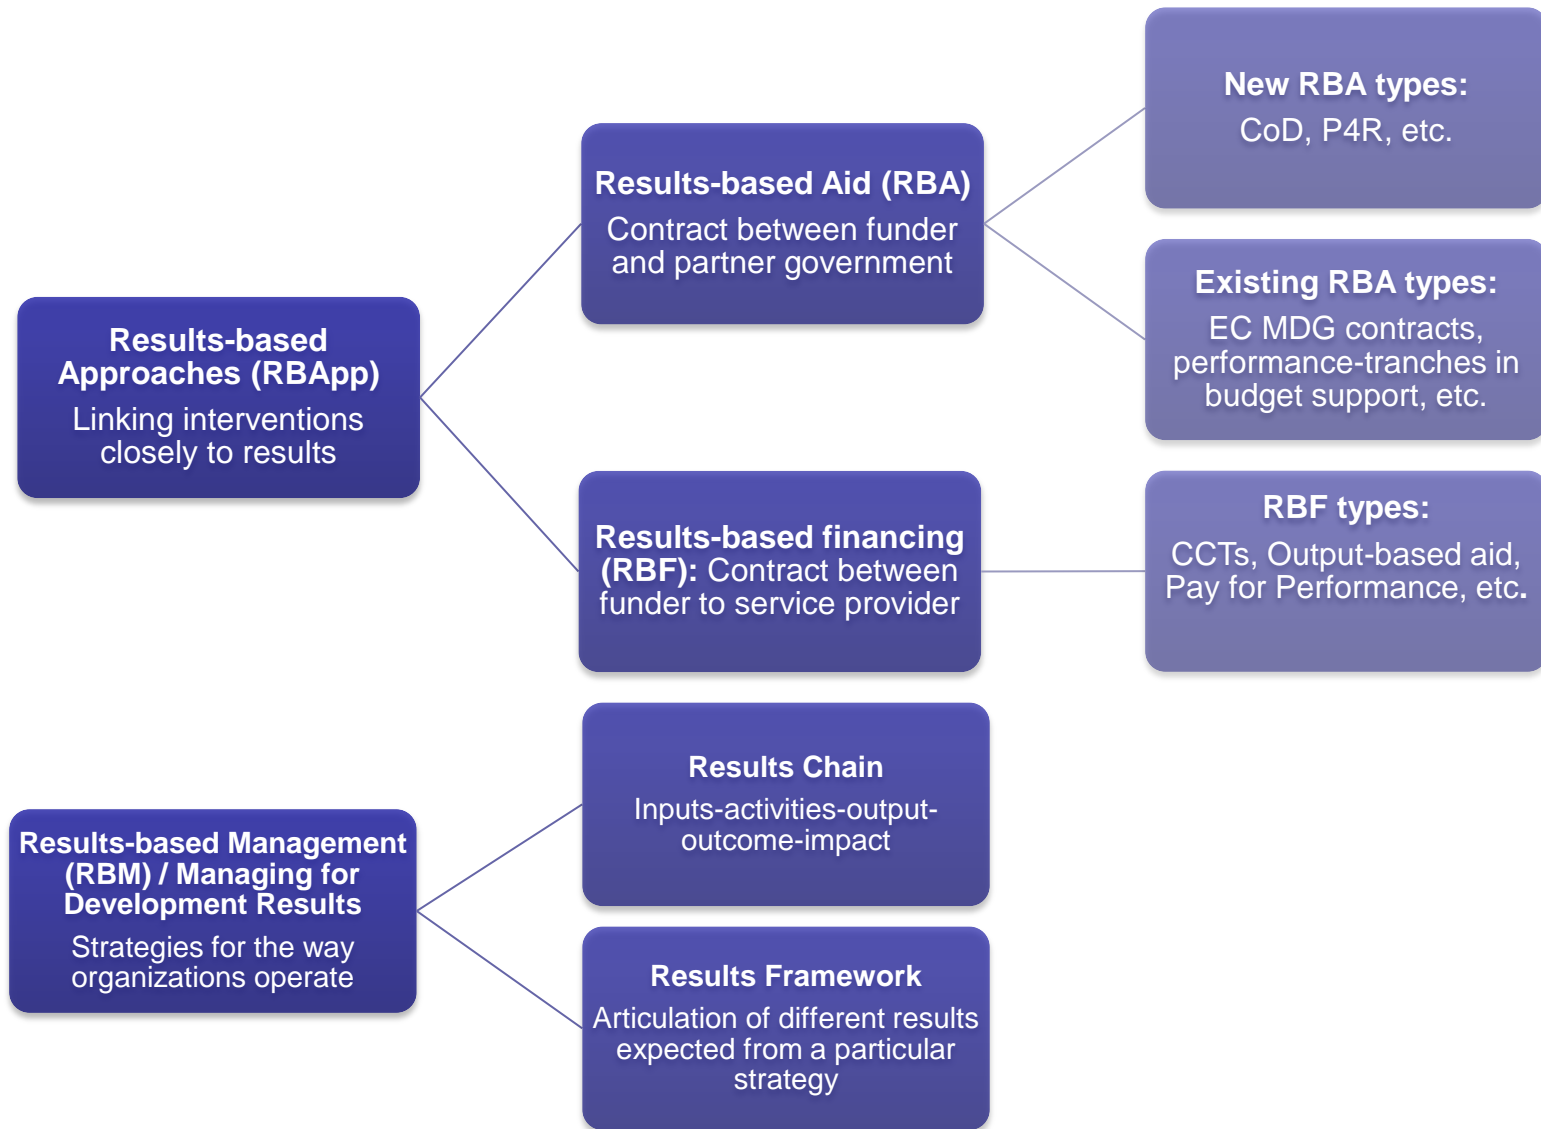 Results-based
Approaches (RBApp)
Linking interventions
closely to results
Results-based Aid (RBA)
Contract between funder
and partner government
New RBA types:
CoD, P4R, etc.
Existing RBA types:
EC MDG contracts,
performance-tranches in
budget support, etc.
Results-based financing
(RBF): Contract between
funder to service provider
RBF types:
CCTs, Output-based aid,
Pay for Performance, etc.
Results-based Management
(RBM) / Managing for
Development Results
Strategies for the way
organizations operate
Results Chain
Inputs-activities-output-
outcome-impact
Results Framework
Articulation of different results
expected from a particular
strategy